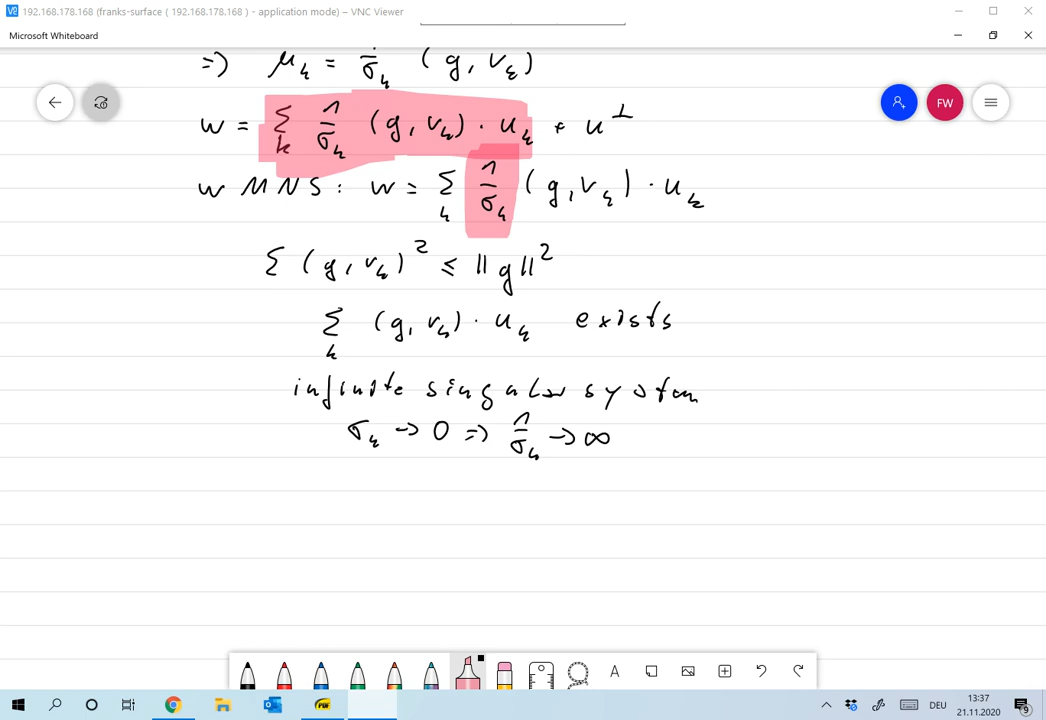 192.168.178.168 (franks-surface ( 192.168.178.168 ) - application mode) – VNC Viewer
Microsoft Whiteboard
=> μ_k = 1/σ_k (g, v_k)
w = Σ_k 1/σ_k (g, v_k) · u_k + u^⊥
w MNS: w = Σ_k 1/σ_k (g, v_k) · u_k
Σ (g, v_k)^2 ≤ ||g||^2
Σ_k (g, v_k) · u_k exists
infinite singular system
σ_k → 0 => 1/σ_k → ∞
FW
A
DEU
13:37
21.11.2020
9